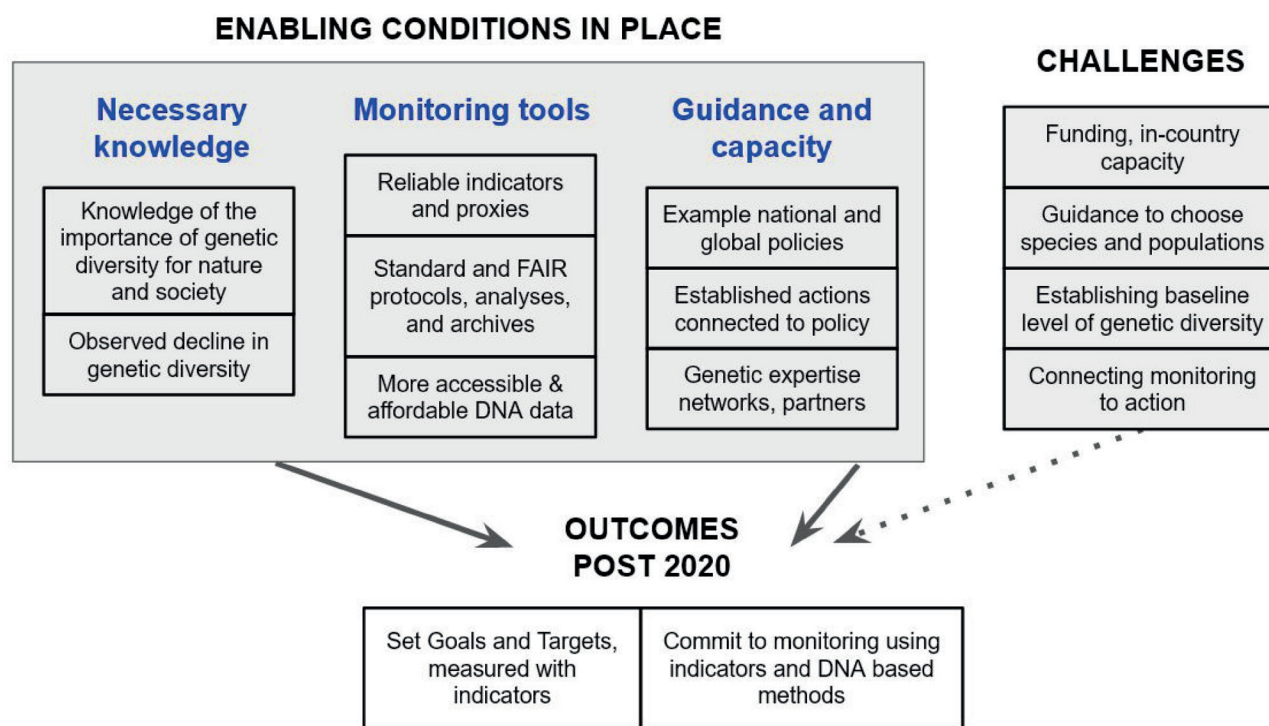 ENABLING CONDITIONS IN PLACE
Necessary
knowledge
Knowledge of the
importance of genetic
diversity for nature
and society
Observed decline in
genetic diversity
Monitoring tools
Reliable indicators
and proxies
Standard and FAIR
protocols, analyses,
and archives
More accessible &
affordable DNA data
Guidance and
capacity
Example national and
global policies
Established actions
connected to policy
Genetic expertise
networks, partners
CHALLENGES
Funding, in-country
capacity
Guidance to choose
species and populations
Establishing baseline
level of genetic diversity
Connecting monitoring
to action
OUTCOMES
POST 2020
Set Goals and Targets,
measured with
indicators
Commit to monitoring using
indicators and DNA based
methods